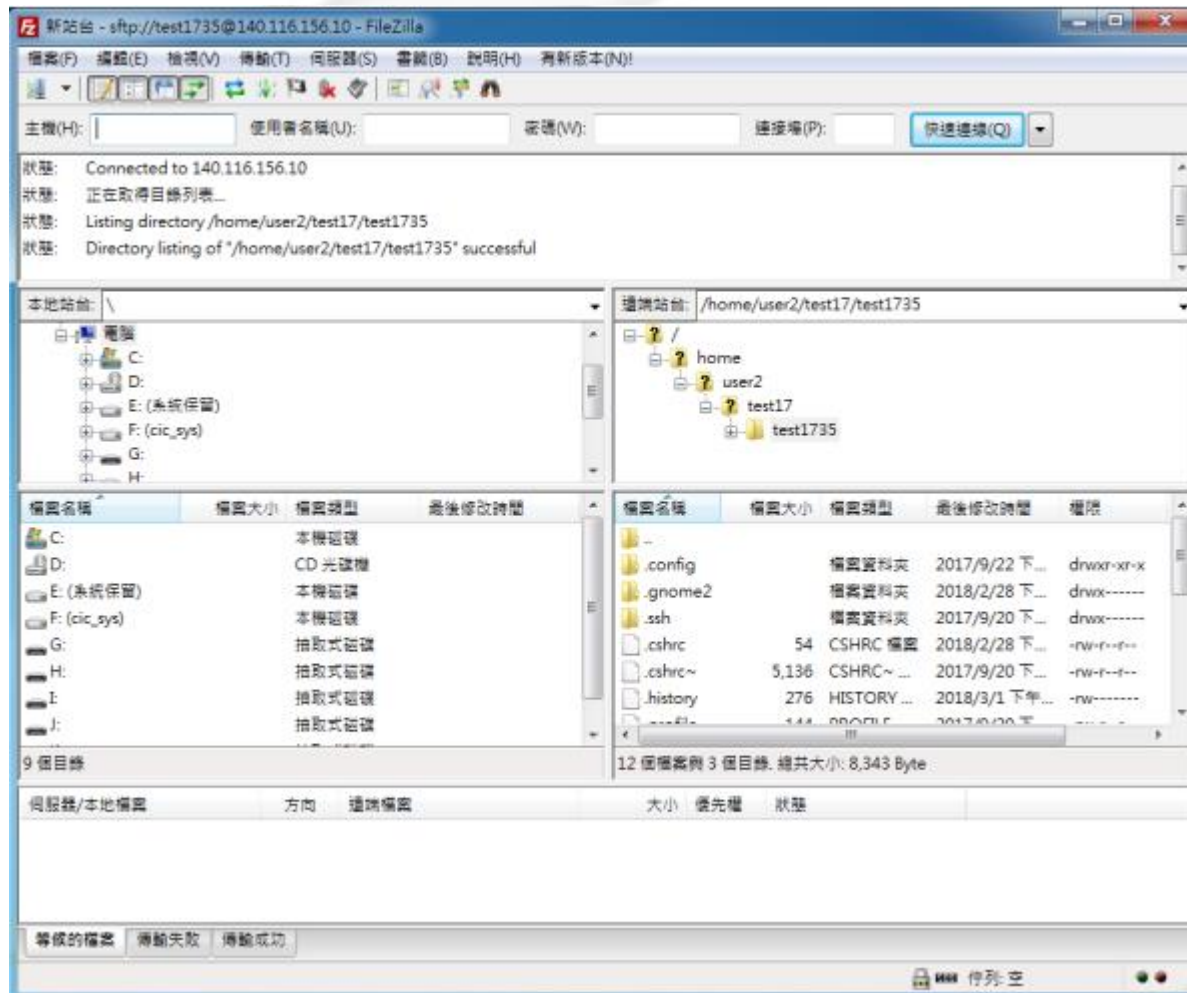 新站台 - sftp://test1735@140.116.156.10 - FileZilla
檔案(F) 編輯(E) 檢視(V) 傳輸(T) 伺服器(S) 書籤(B) 說明(H) 有新版本(N)!
主機(H): 使用者名稱(U): 密碼(W): 連接埠(P): 快速連線(Q)
狀態: Connected to 140.116.156.10
狀態: 正在取得目錄列表...
狀態: Listing directory /home/user2/test17/test1735
狀態: Directory listing of "/home/user2/test17/test1735" successful
本地站台: \
電腦
C:
D:
E: (系統保留)
F: (cic_sys)
G:
H:
遠端站台: /home/user2/test17/test1735
/
home
user2
test17
test1735
檔案名稱 檔案大小 檔案類型 最後修改時間
C: 本機磁碟
D: CD 光碟機
E: (系統保留) 本機磁碟
F: (cic_sys) 本機磁碟
G: 抽取式磁碟
H: 抽取式磁碟
I: 抽取式磁碟
J: 抽取式磁碟
9 個目錄
檔案名稱 檔案大小 檔案類型 最後修改時間 權限
..
.config 檔案資料夾 2017/9/22 下... drwxr-xr-x
.gnome2 檔案資料夾 2018/2/28 下... drwx------
.ssh 檔案資料夾 2017/9/20 下... drwx------
.cshrc 54 CSHRC 檔案 2018/2/28 下... -rw-r--r--
.cshrc~ 5,136 CSHRC~ ... 2017/9/20 下... -rw-r--r--
.history 276 HISTORY ... 2018/3/1 下午... -rw-------
12 個檔案與 3 個目錄. 總共大小: 8,343 Byte
伺服器/本地檔案 方向 遠端檔案 大小 優先權 狀態
等候的檔案 傳輸失敗 傳輸成功
佇列: 空